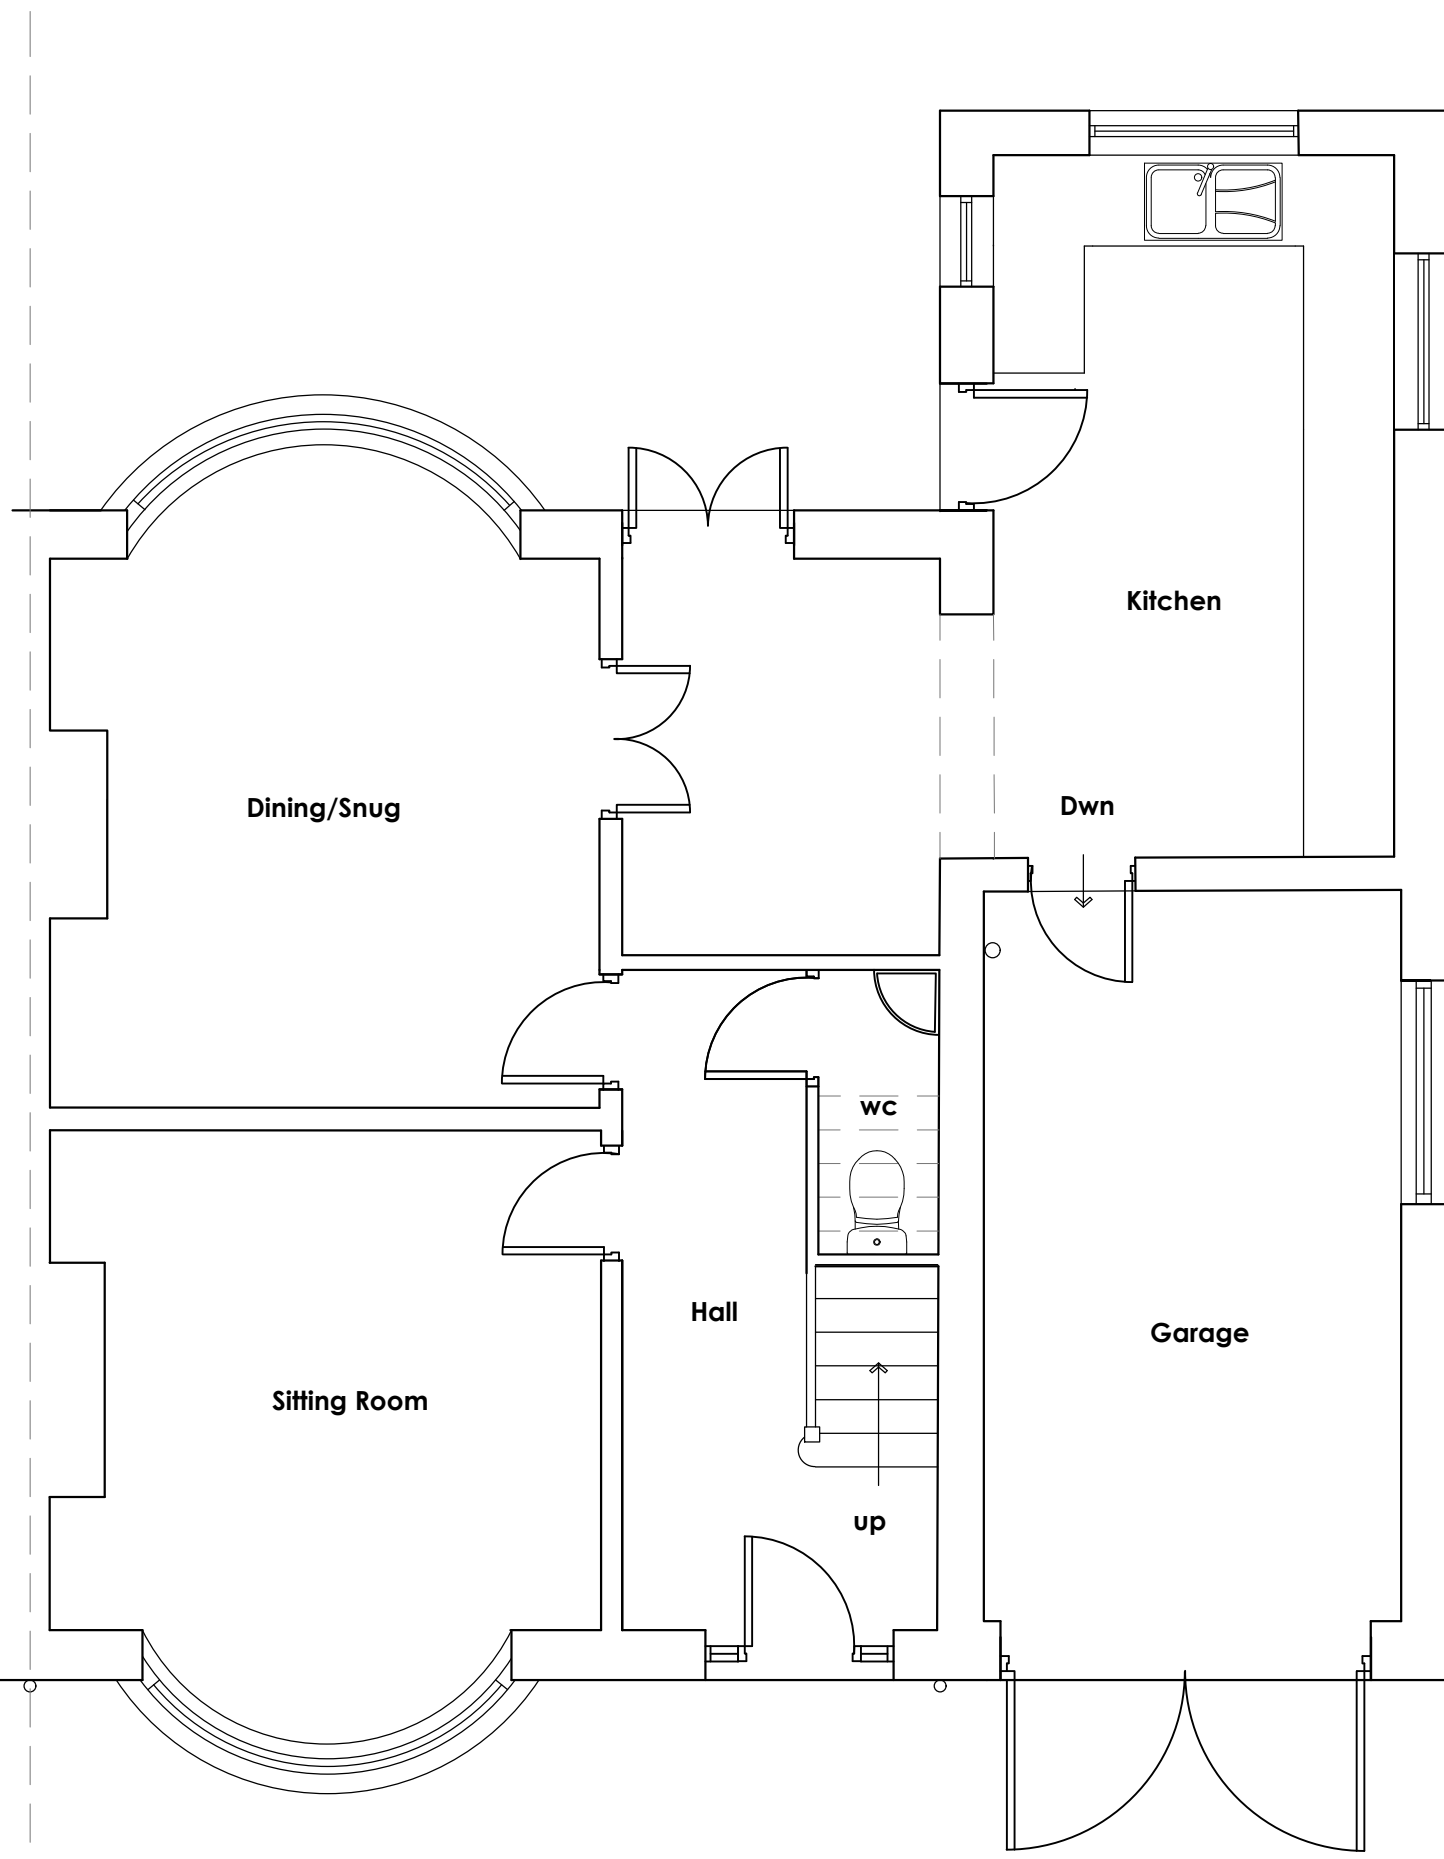 Kitchen
Dining/Snug
Dwn
wc
Hall
Garage
Sitting Room
up